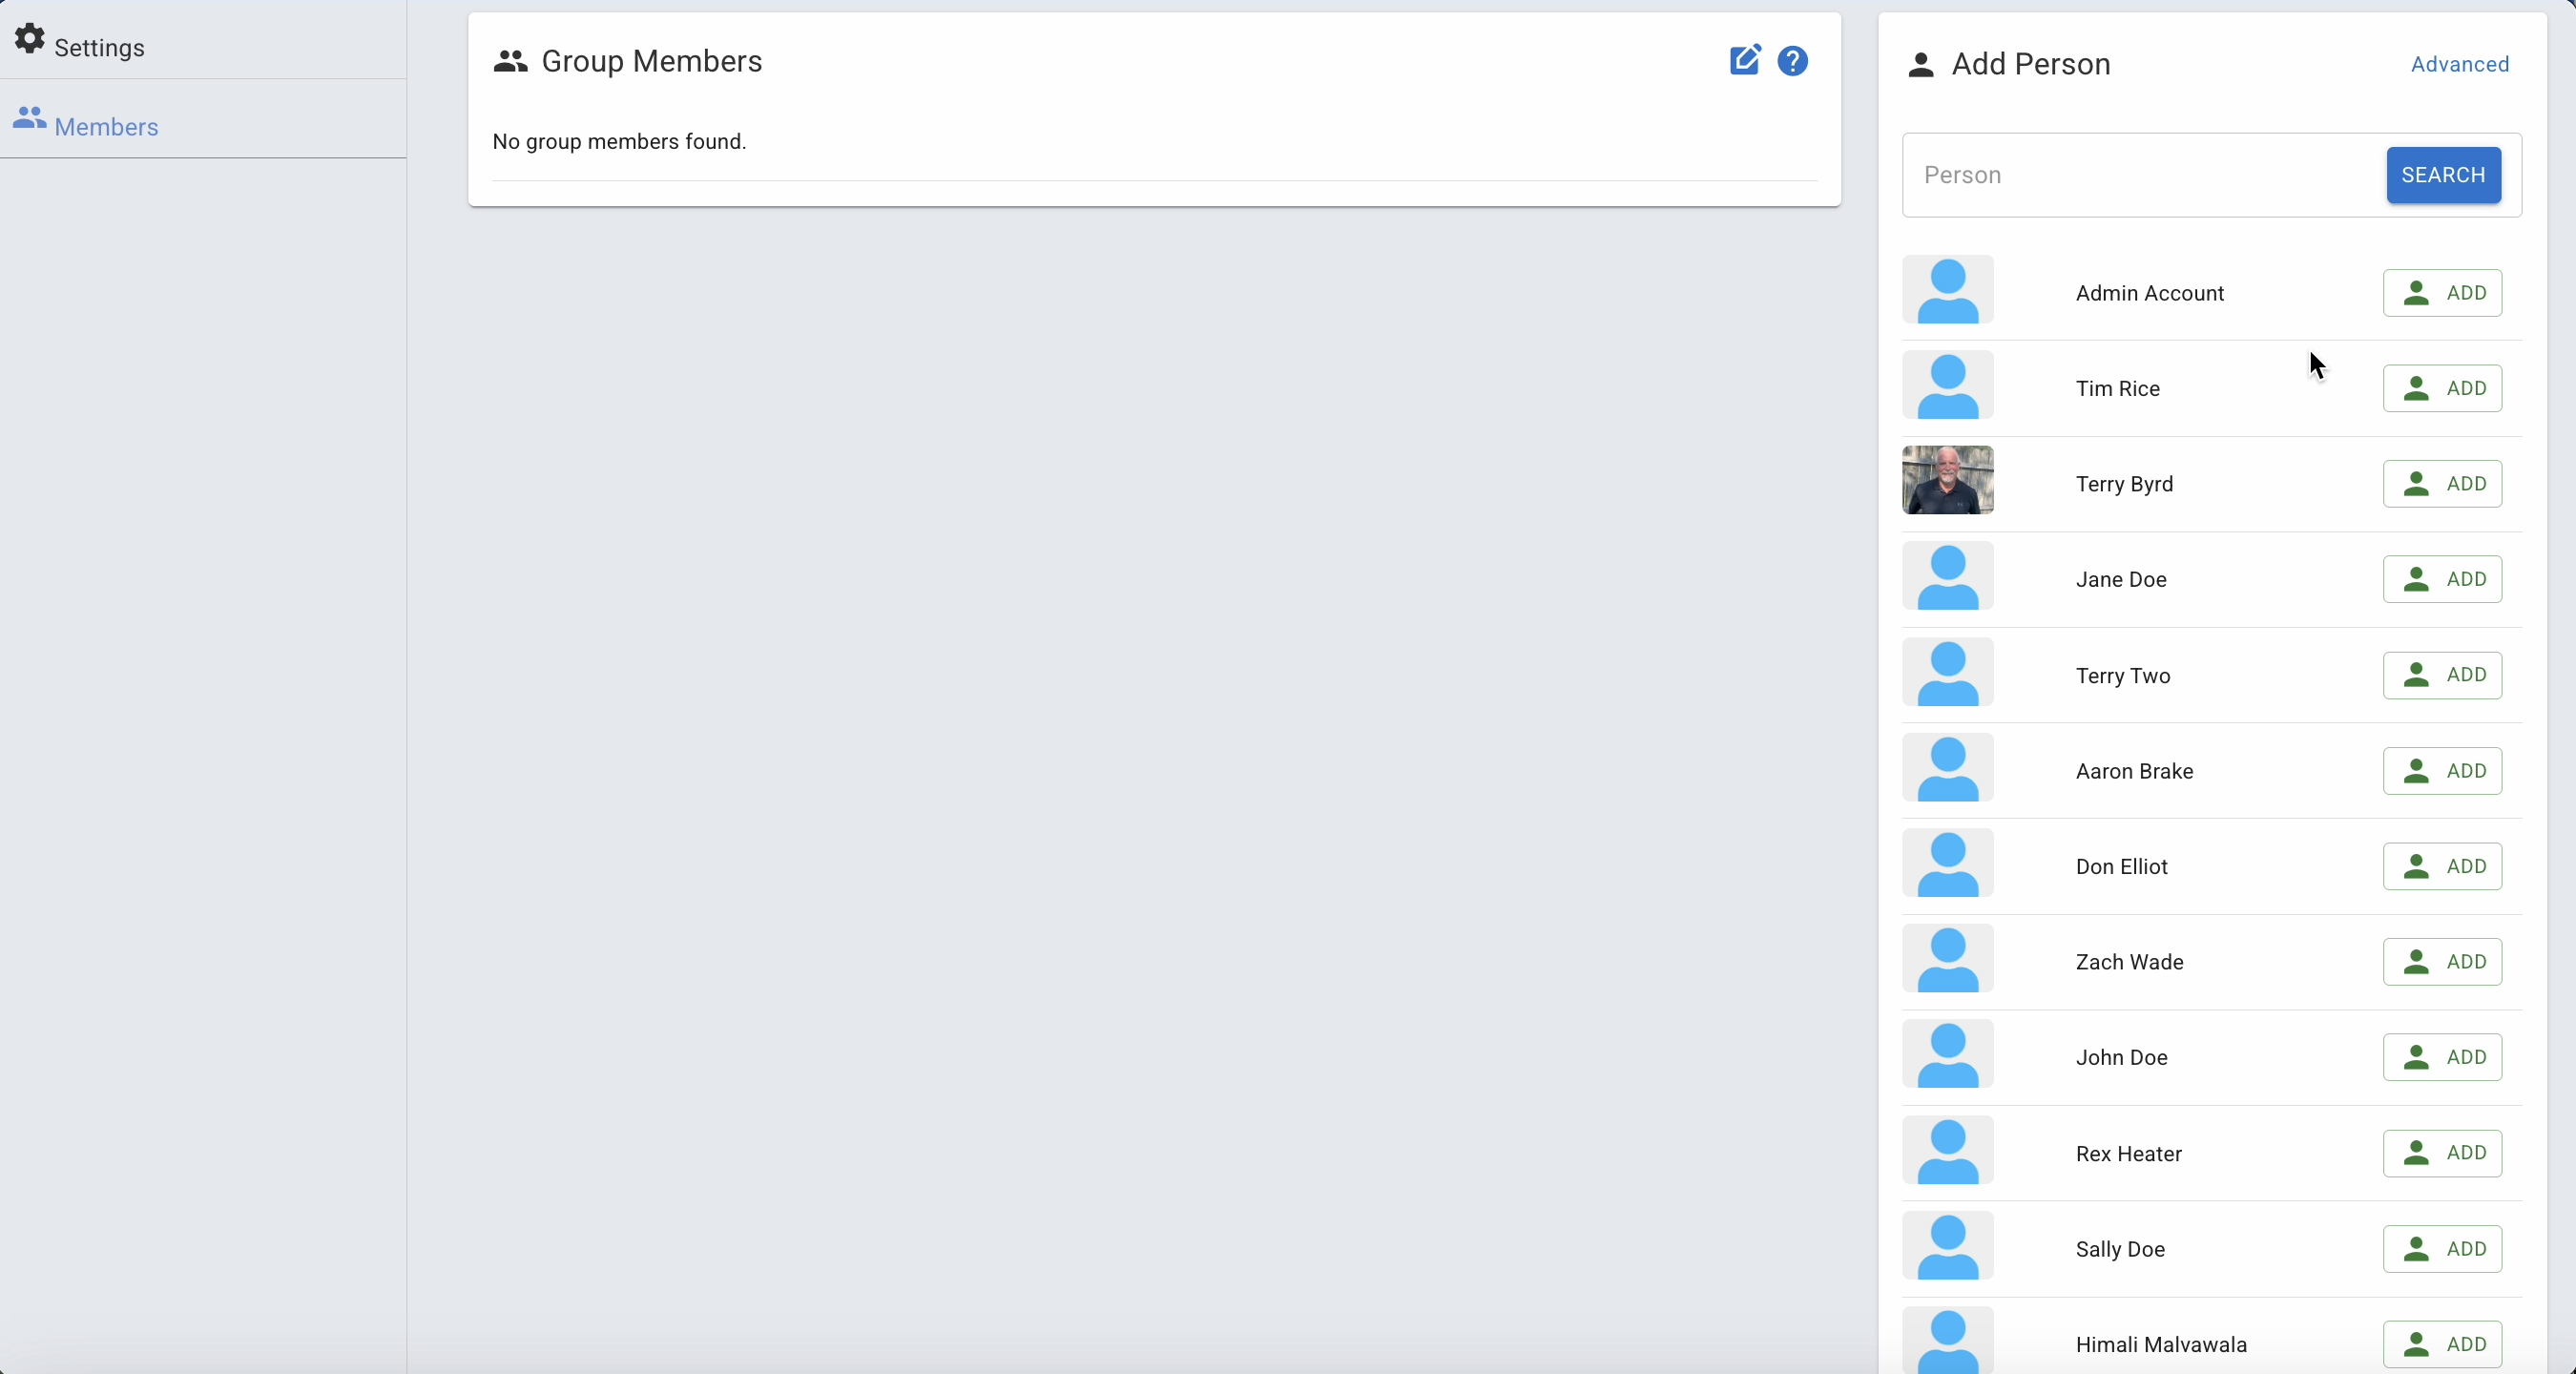 Settings
Members
Group Members
No group members found.
Add Person
Advanced
Person
SEARCH
Admin Account
ADD
Tim Rice
ADD
Terry Byrd
ADD
Jane Doe
ADD
Terry Two
ADD
Aaron Brake
ADD
Don Elliot
ADD
Zach Wade
ADD
John Doe
ADD
Rex Heater
ADD
Sally Doe
ADD
Himali Malvawala
ADD